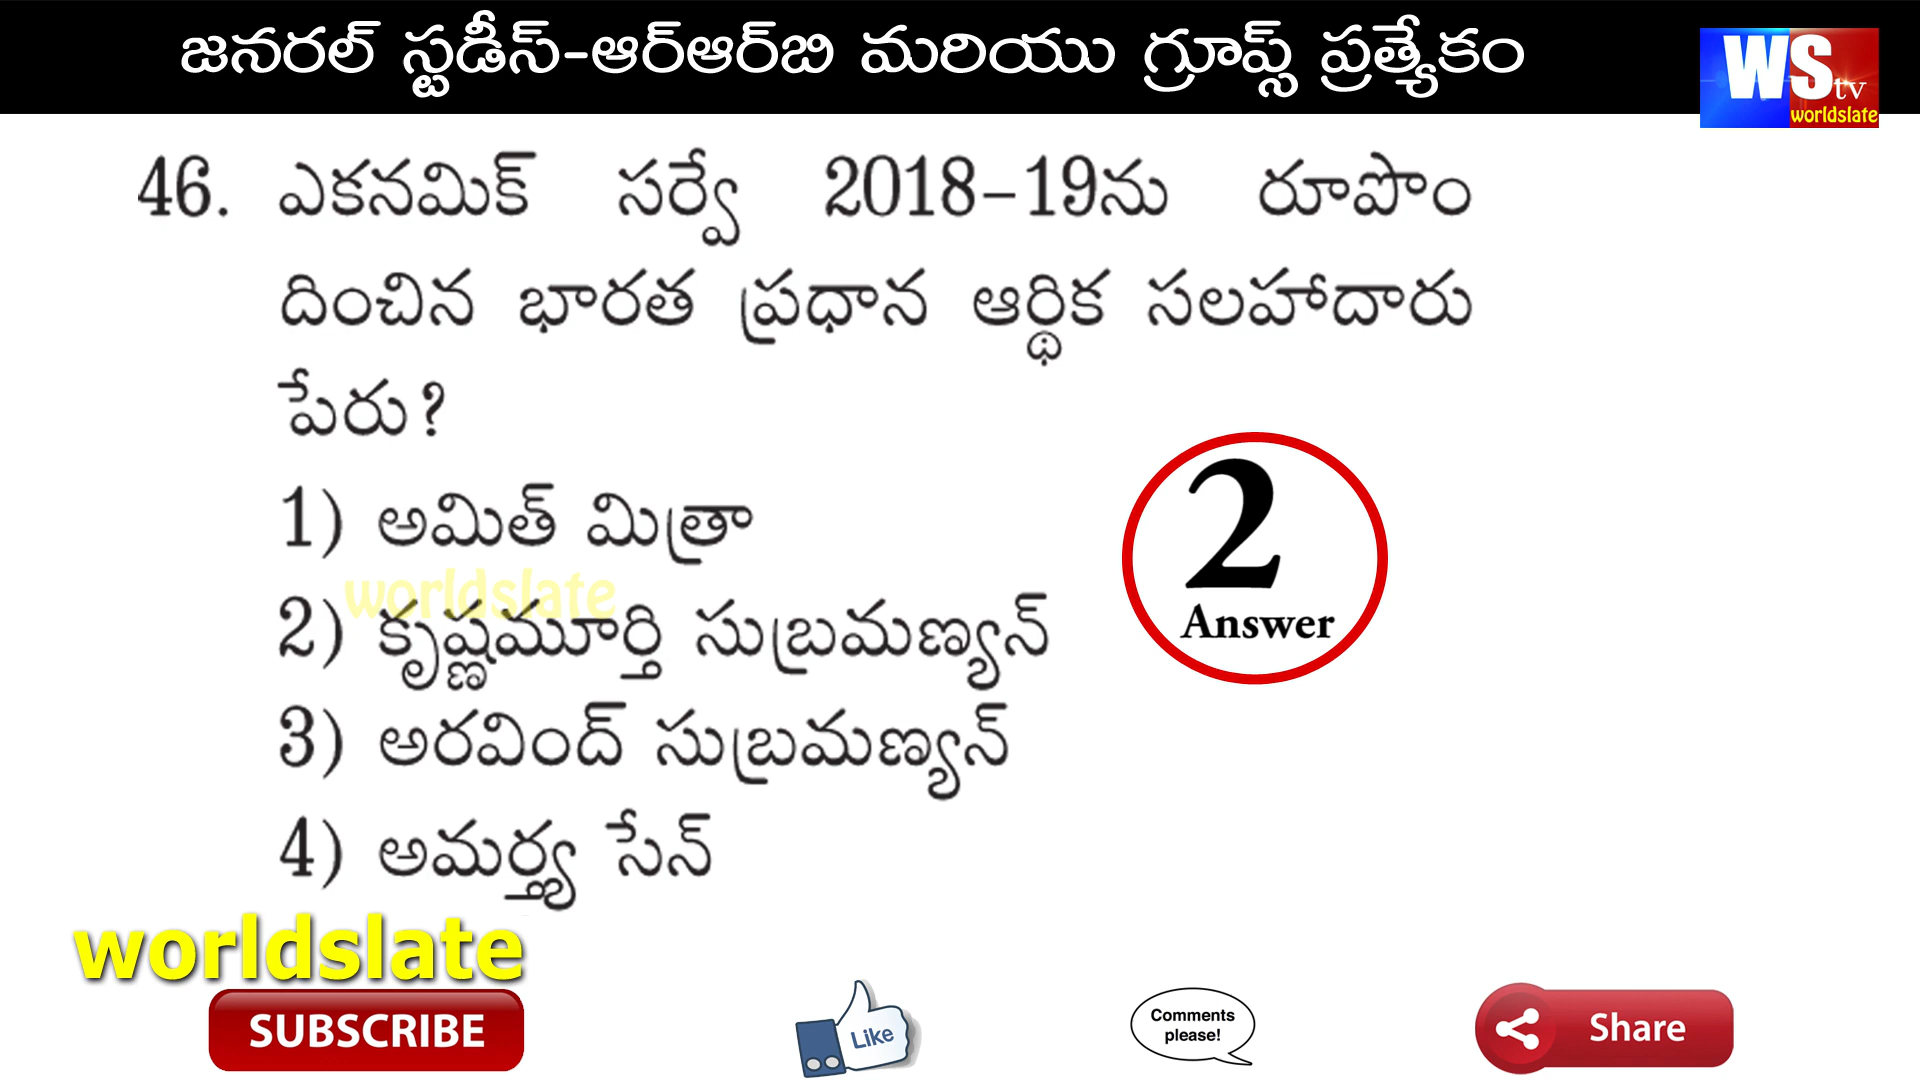 జనరల్ స్టడీస్-ఆర్ఆర్‌బి మరియు గ్రూప్స్ ప్రత్యేకం
WS tv
worldslate
46. ఎకనమిక్ సర్వే 2018-19ను రూపొం
దించిన భారత ప్రధాన ఆర్థిక సలహాదారు
పేరు?
1) అమిత్ మిత్రా
worldslate
2) కృష్ణమూర్తి సుబ్రమణ్యన్
3) అరవింద్ సుబ్రమణ్యన్
4) అమర్త్య సేన్
2
Answer
worldslate
SUBSCRIBE
Like
Comments
please!
Share